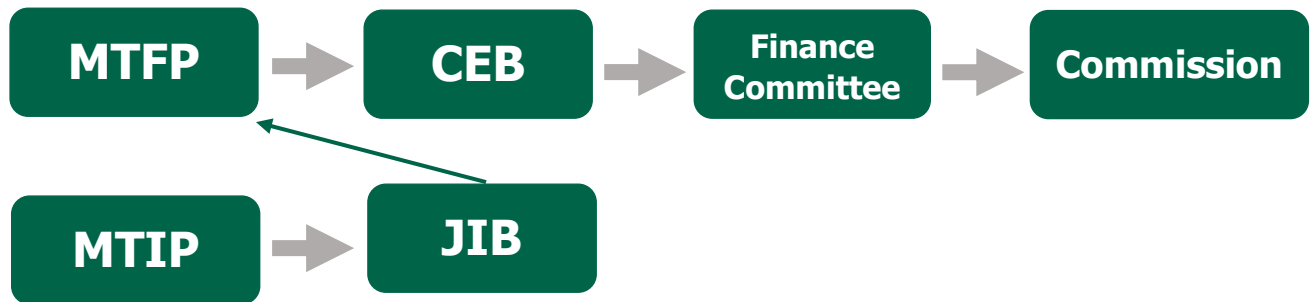 MTFP
CEB
Finance
Committee
Commission
MTIP
JIB